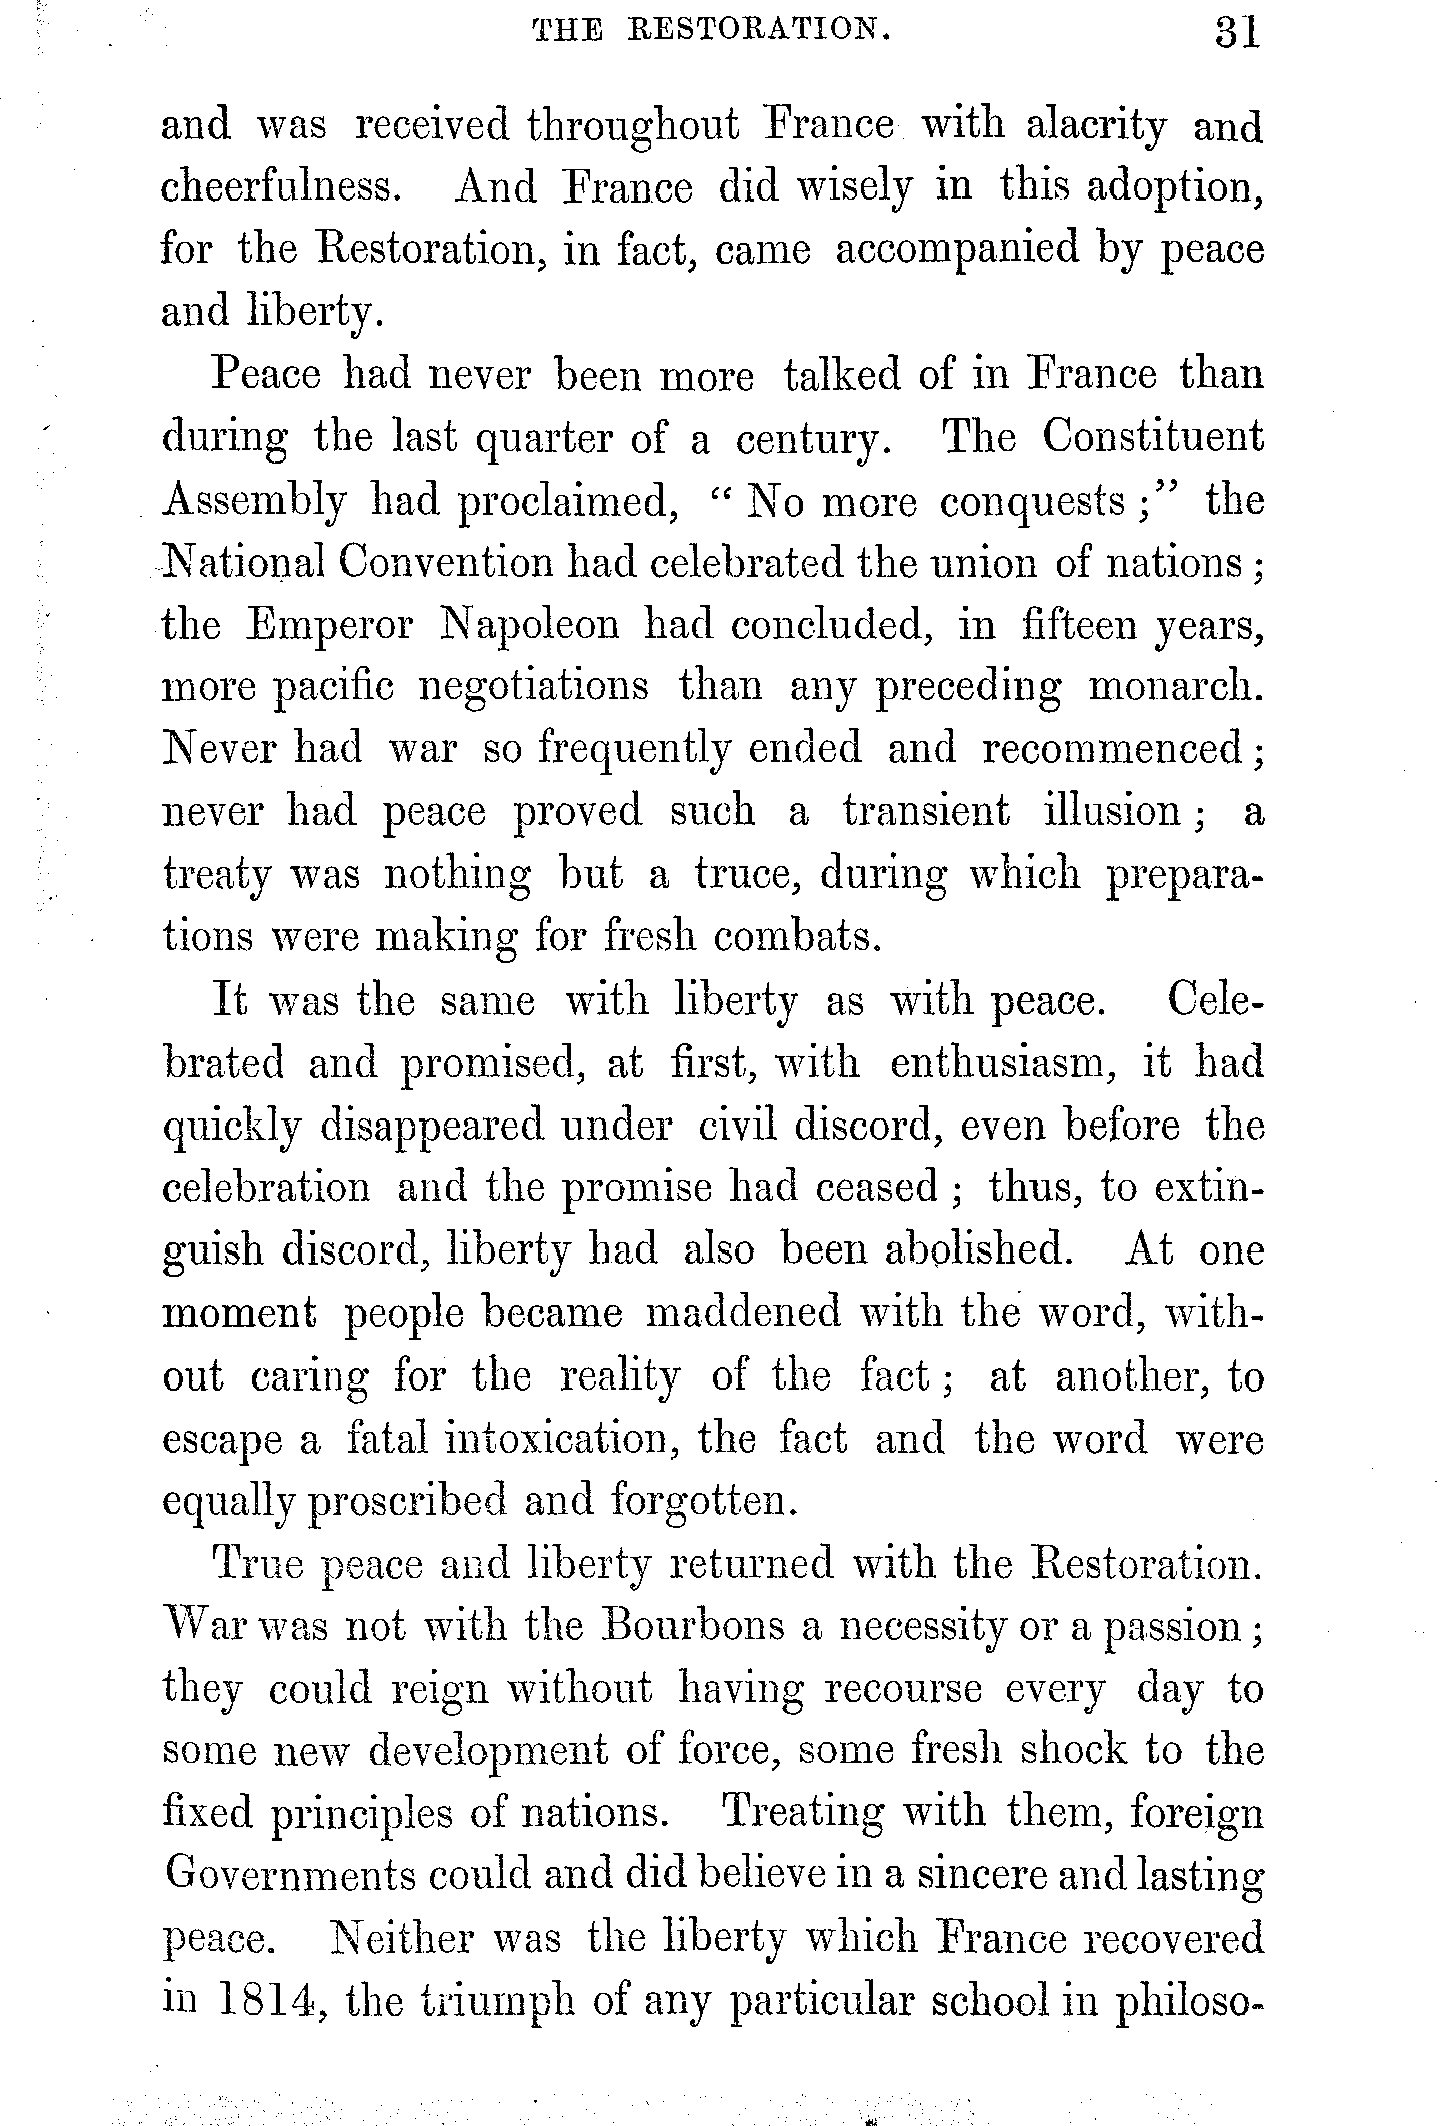 THE RESTORATION. 31
and was received throughout France with alacrity and
cheerfulness. And France did wisely in this adoption,
for the Restoration, in fact, came accompanied by peace
and liberty.
Peace had never been more talked of in France than
during the last quarter of a century. The Constituent
Assembly had proclaimed, “ No more conquests ;” the
National Convention had celebrated the union of nations ;
the Emperor Napoleon had concluded, in fifteen years,
more pacific negotiations than any preceding monarch.
Never had war so frequently ended and recommenced ;
never had peace proved such a transient illusion ; a
treaty was nothing but a truce, during which prepara-
tions were making for fresh combats.
It was the same with liberty as with peace. Cele-
brated and promised, at first, with enthusiasm, it had
quickly disappeared under civil discord, even before the
celebration and the promise had ceased ; thus, to extin-
guish discord, liberty had also been abolished. At one
moment people became maddened with the word, with-
out caring for the reality of the fact ; at another, to
escape a fatal intoxication, the fact and the word were
equally proscribed and forgotten.
True peace and liberty returned with the Restoration.
War was not with the Bourbons a necessity or a passion ;
they could reign without having recourse every day to
some new development of force, some fresh shock to the
fixed principles of nations. Treating with them, foreign
Governments could and did believe in a sincere and lasting
peace. Neither was the liberty which France recovered
in 1814, the triumph of any particular school in philoso-